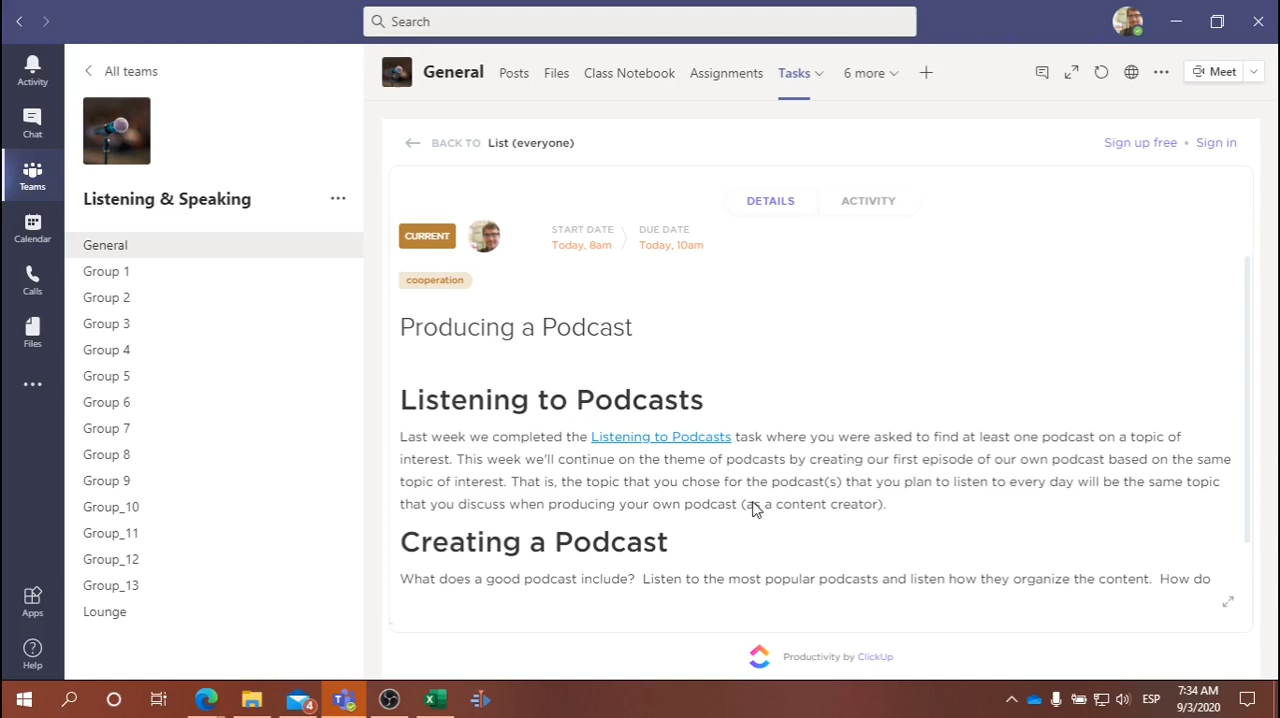 Search
Activity
Chat
Teams
Calendar
Calls
Files
Apps
Help
All teams
Listening & Speaking
General
Group 1
Group 2
Group 3
Group 4
Group 5
Group 6
Group 7
Group 8
Group 9
Group_10
Group_11
Group_12
Group_13
Lounge
General Posts Files Class Notebook Assignments Tasks 6 more
Meet
BACK TO List (everyone)
Sign up free • Sign in
DETAILS ACTIVITY
CURRENT
START DATE
Today, 8am
DUE DATE
Today, 10am
cooperation
Producing a Podcast
Listening to Podcasts
Last week we completed the Listening to Podcasts task where you were asked to find at least one podcast on a topic of
interest. This week we'll continue on the theme of podcasts by creating our first episode of our own podcast based on the same
topic of interest. That is, the topic that you chose for the podcast(s) that you plan to listen to every day will be the same topic
that you discuss when producing your own podcast (as a content creator).
Creating a Podcast
What does a good podcast include? Listen to the most popular podcasts and listen how they organize the content. How do
Productivity by ClickUp
4
ESP
7:34 AM
9/3/2020